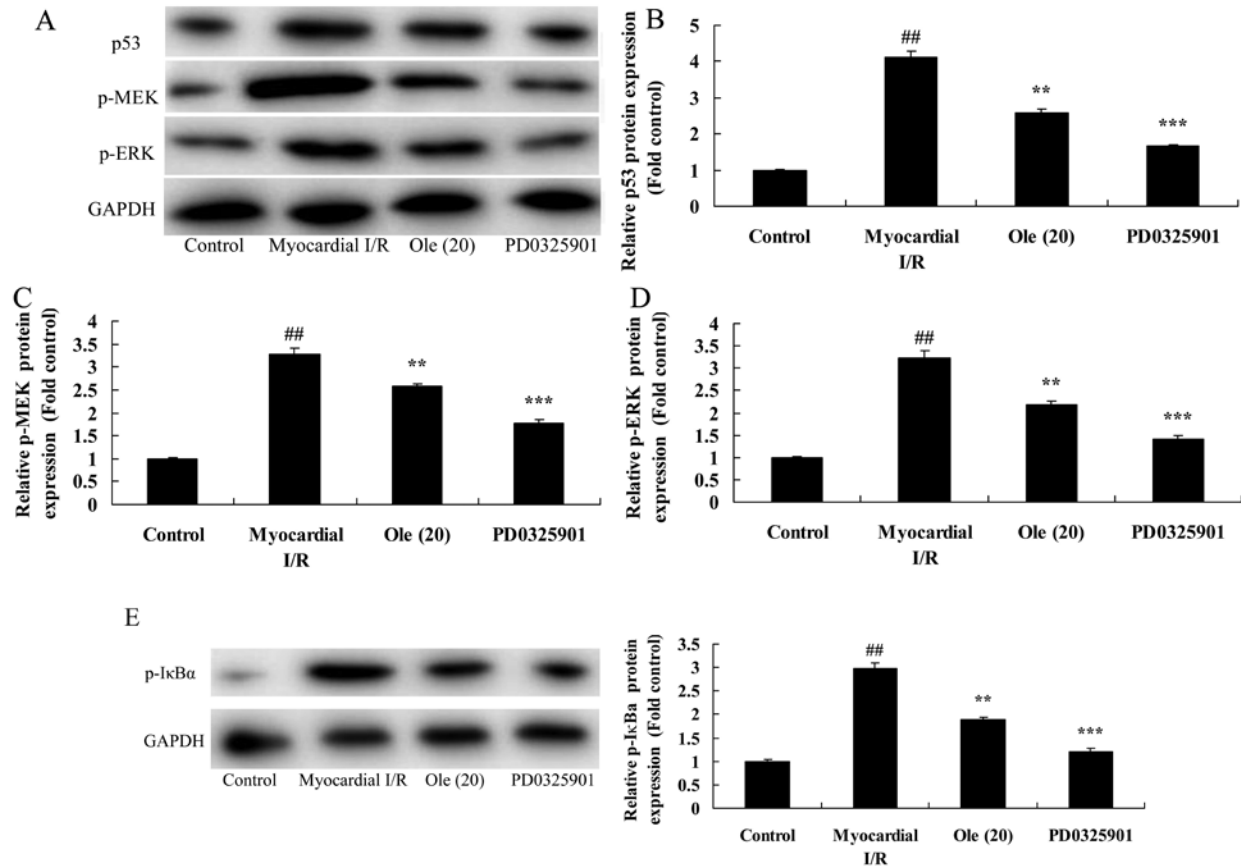 A
p53
p-MEK
p-ERK
GAPDH
Control Myocardial I/R Ole (20) PD0325901
B
Relative p53 protein expression
(Fold control)
5
4
3
2
1
0
##
**
***
Control Myocardial Ole (20) PD0325901
I/R
C
Relative p-MEK protein
expression (Fold control)
4
3.5
3
2.5
2
1.5
1
0.5
0
##
**
***
Control Myocardial Ole (20) PD0325901
I/R
D
Relative p-ERK protein
expression (Fold control)
4
3.5
3
2.5
2
1.5
1
0.5
0
##
**
***
Control Myocardial Ole (20) PD0325901
I/R
E
p-IκBα
GAPDH
Control Myocardial I/R Ole (20) PD0325901
Relative p-IκBa protein
expression (Fold control)
3.5
3
2.5
2
1.5
1
0.5
0
##
**
***
Control Myocardial Ole (20) PD0325901
I/R